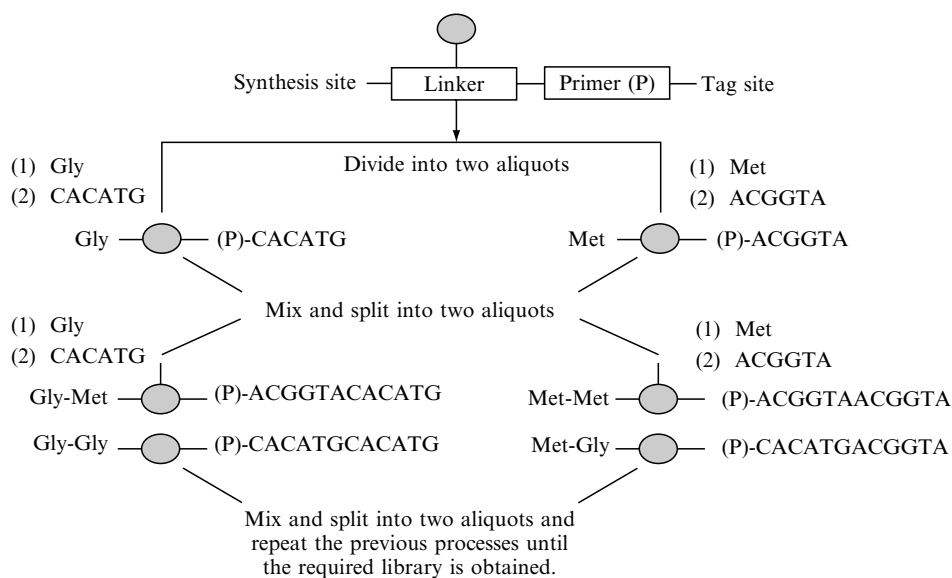 Synthesis site
Linker
Primer (P)
Tag site
Divide into two aliquots
(1) Gly
(2) CACATG
(1) Met
(2) ACGGTA
Gly
(P)-CACATG
Met
(P)-ACGGTA
Mix and split into two aliquots
(1) Gly
(2) CACATG
(1) Met
(2) ACGGTA
Gly-Met
(P)-ACGGTACACATG
Met-Met
(P)-ACGGTAACGGTA
Gly-Gly
(P)-CACATGCACATG
Met-Gly
(P)-CACATGACGGTA
Mix and split into two aliquots and
repeat the previous processes until
the required library is obtained.